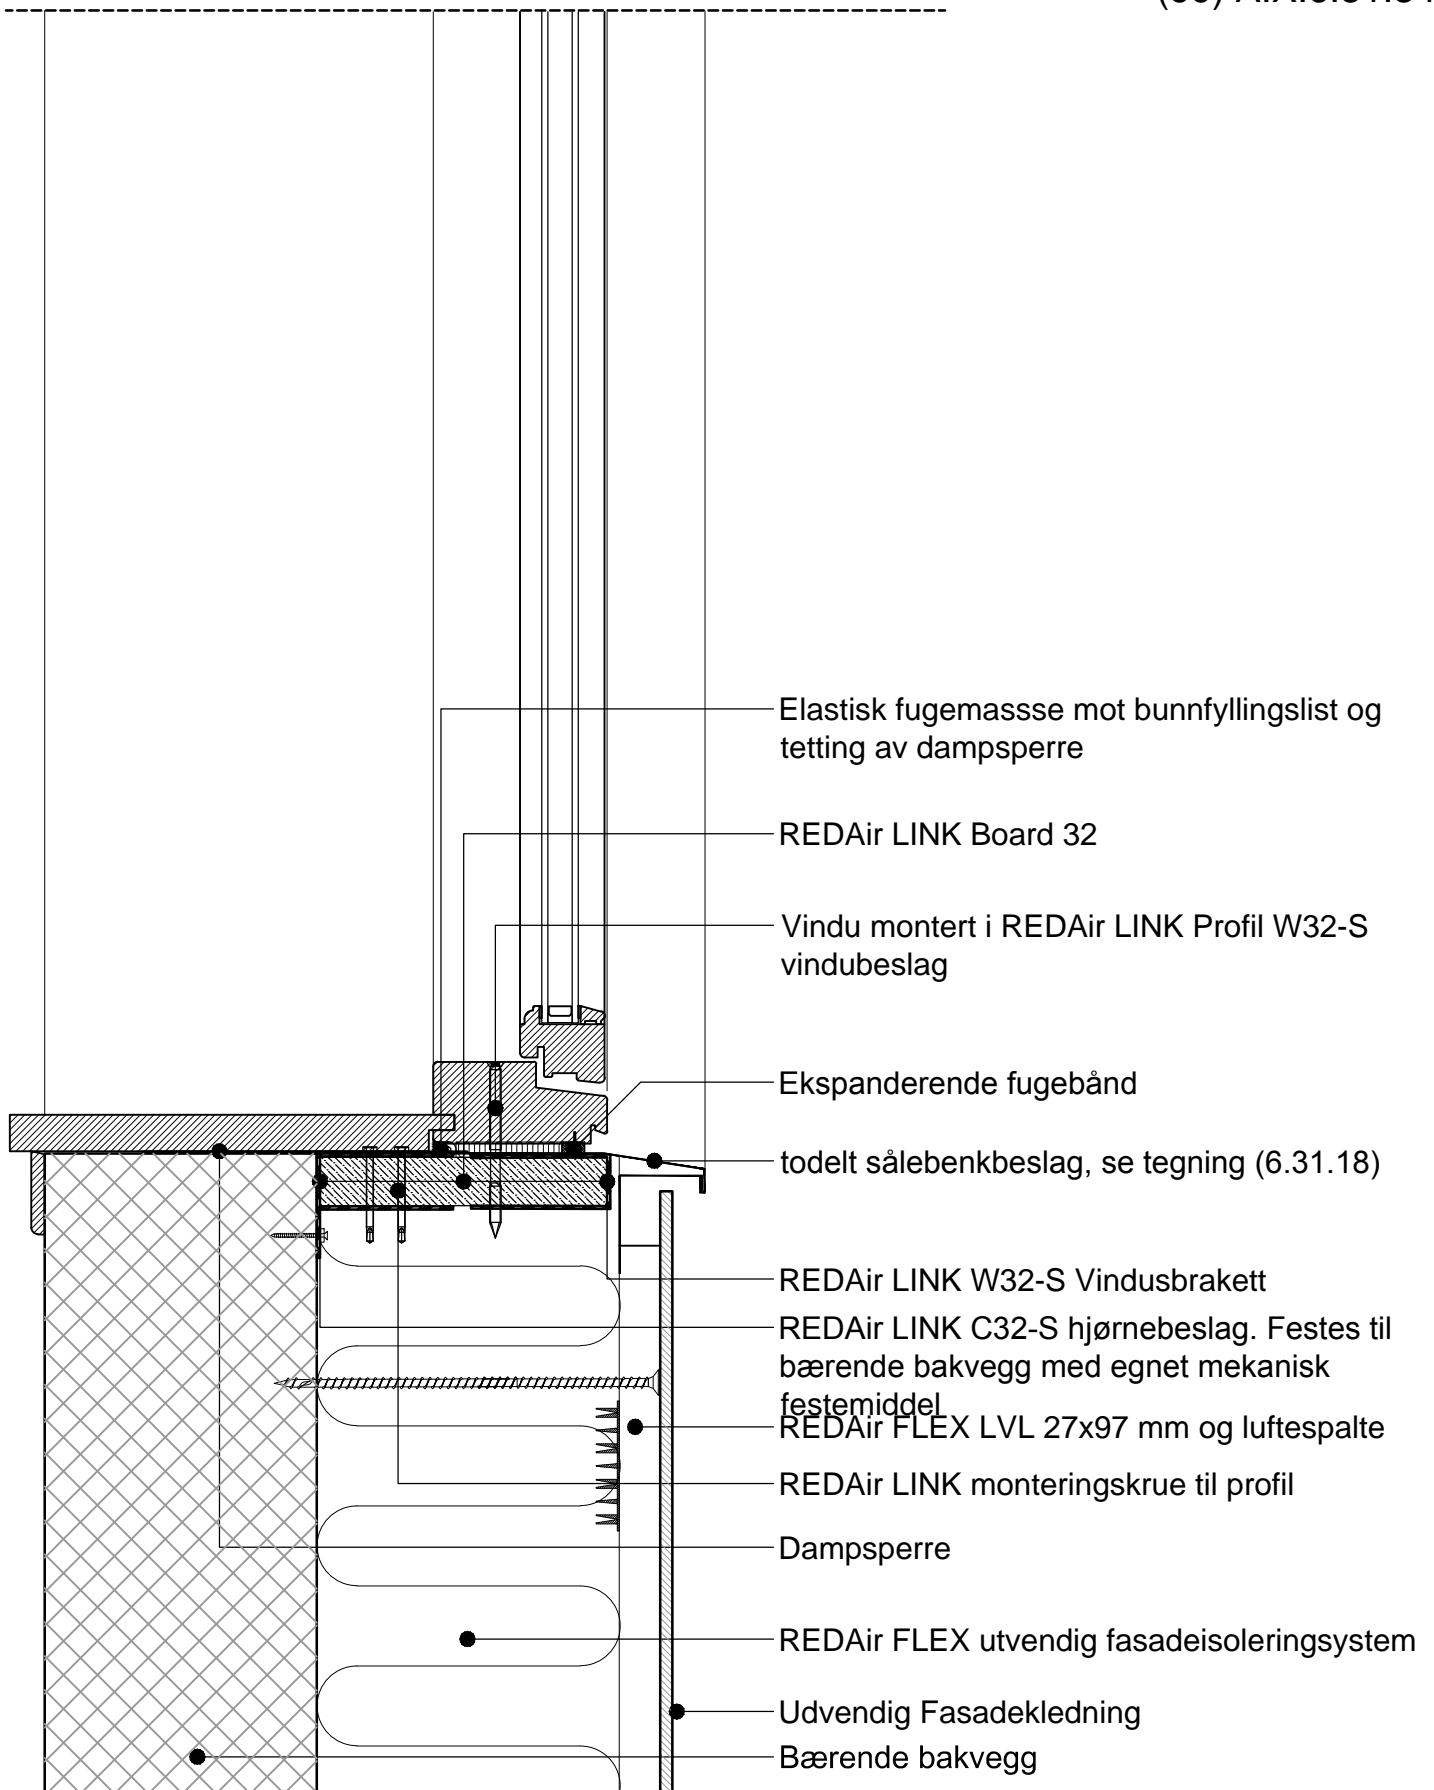 Elastisk fugemassse mot bunnfyllingslist og
tetting av dampsperre
REDAir LINK Board 32
Vindu montert i REDAir LINK Profil W32-S
vindubeslag
Ekspanderende fugebånd
todelt sålebenkbeslag, se tegning (6.31.18)
REDAir LINK W32-S Vindusbrakett
REDAir LINK C32-S hjørnebeslag. Festes til
bærende bakvegg med egnet mekanisk
festemiddel
REDAir FLEX LVL 27x97 mm og luftespalte
REDAir LINK monteringskrue til profil
Dampsperre
REDAir FLEX utvendig fasadeisoleringsystem
Udvendig Fasadekledning
Bærende bakvegg